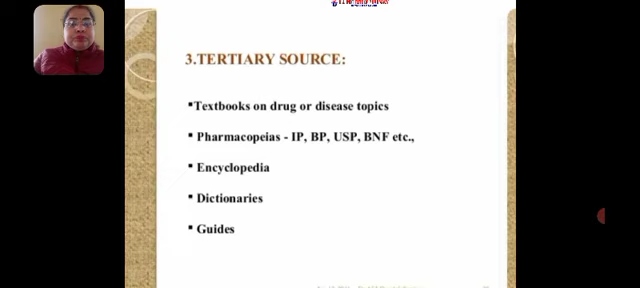 3.TERTIARY SOURCE:
▪Textbooks on drug or disease topics
▪ Pharmacopeias - IP, BP, USP, BNF etc.,
▪ Encyclopedia
▪ Dictionaries
▪ Guides